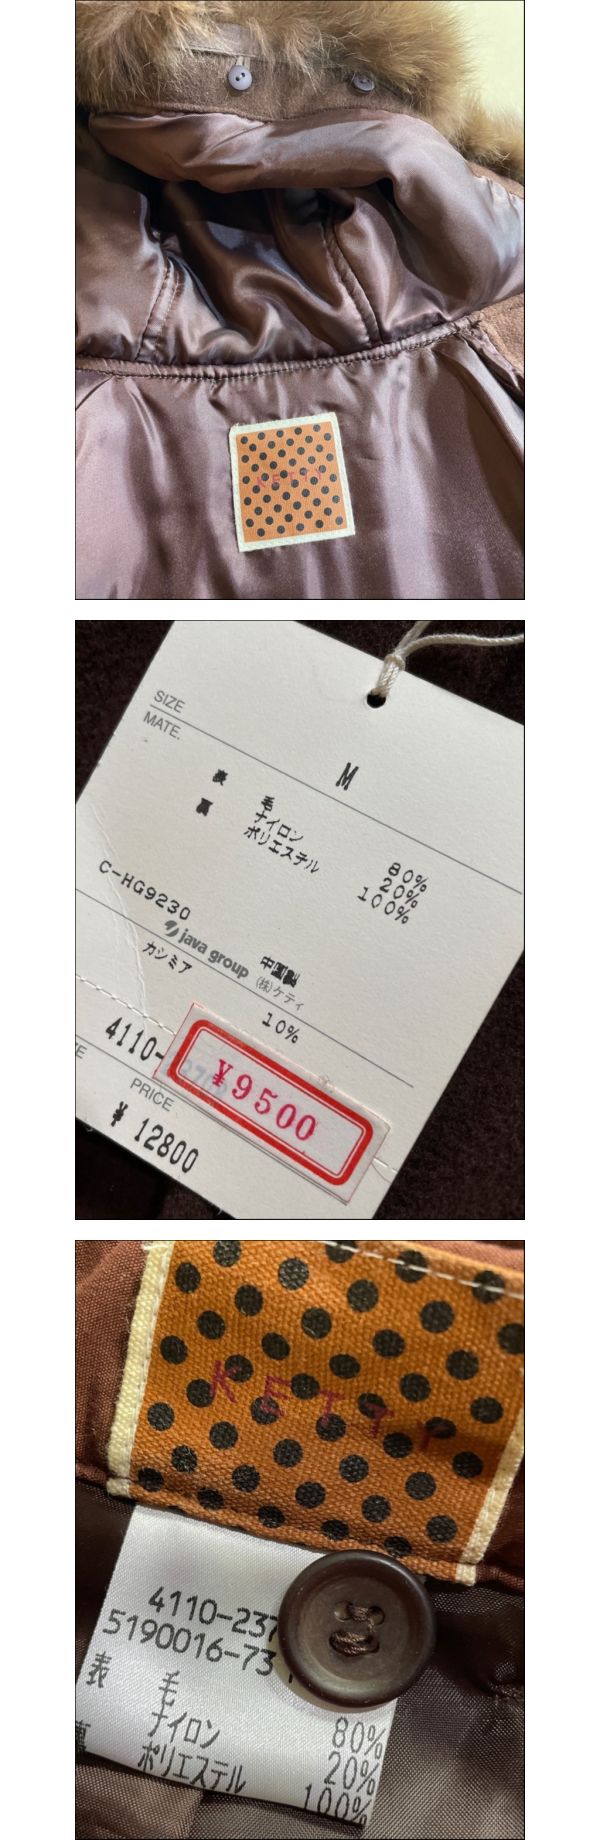 KETTY
SIZE
MATE.
M
表 毛 80%
ナイロン 20%
裏 ポリエステル 100%
C-HG9230
java group
中国製
カシミア
(株)ケティ
10%
4110-
¥9500
PRICE
¥ 12800
KETTY
4110-237
5190016-73
表 毛 80%
ナイロン 20%
裏 ポリエステル 100%